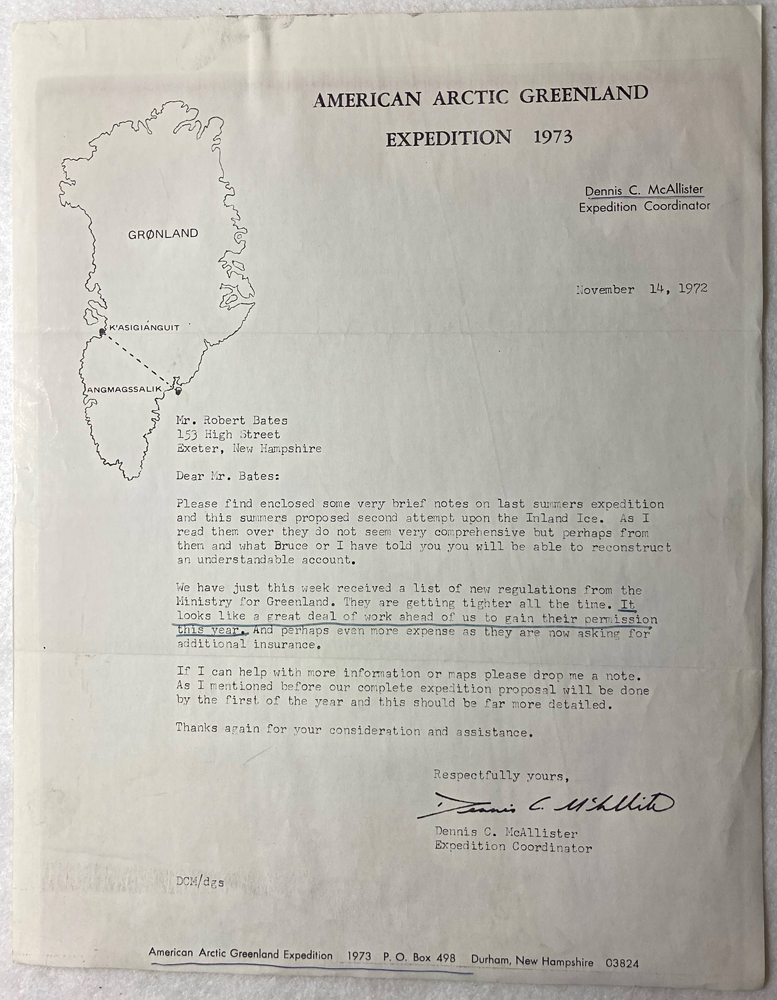 AMERICAN ARCTIC GREENLAND
EXPEDITION 1973
Dennis C. McAllister
Expedition Coordinator
GRØNLAND
K'ASIGIANGUIT
ANGMAGSSALIK
November 14, 1972
Mr. Robert Bates
153 High Street
Exeter, New Hampshire
Dear Mr. Bates:
Please find enclosed some very brief notes on last summers expedition
and this summers proposed second attempt upon the Inland Ice. As I
read them over they do not seem very comprehensive but perhaps from
them and what Bruce or I have told you you will be able to reconstruct
an understandable account.
We have just this week received a list of new regulations from the
Ministry for Greenland. They are getting tighter all the time. It
looks like a great deal of work ahead of us to gain their permission
this year. And perhaps even more expense as they are now asking for
additional insurance.
If I can help with more information or maps please drop me a note.
As I mentioned before our complete expedition proposal will be done
by the first of the year and this should be far more detailed.
Thanks again for your consideration and assistance.
Respectfully yours,
Dennis C. McAllister
Dennis C. McAllister
Expedition Coordinator
DCM/dgs
American Arctic Greenland Expedition 1973 P. O. Box 498 Durham, New Hampshire 03824